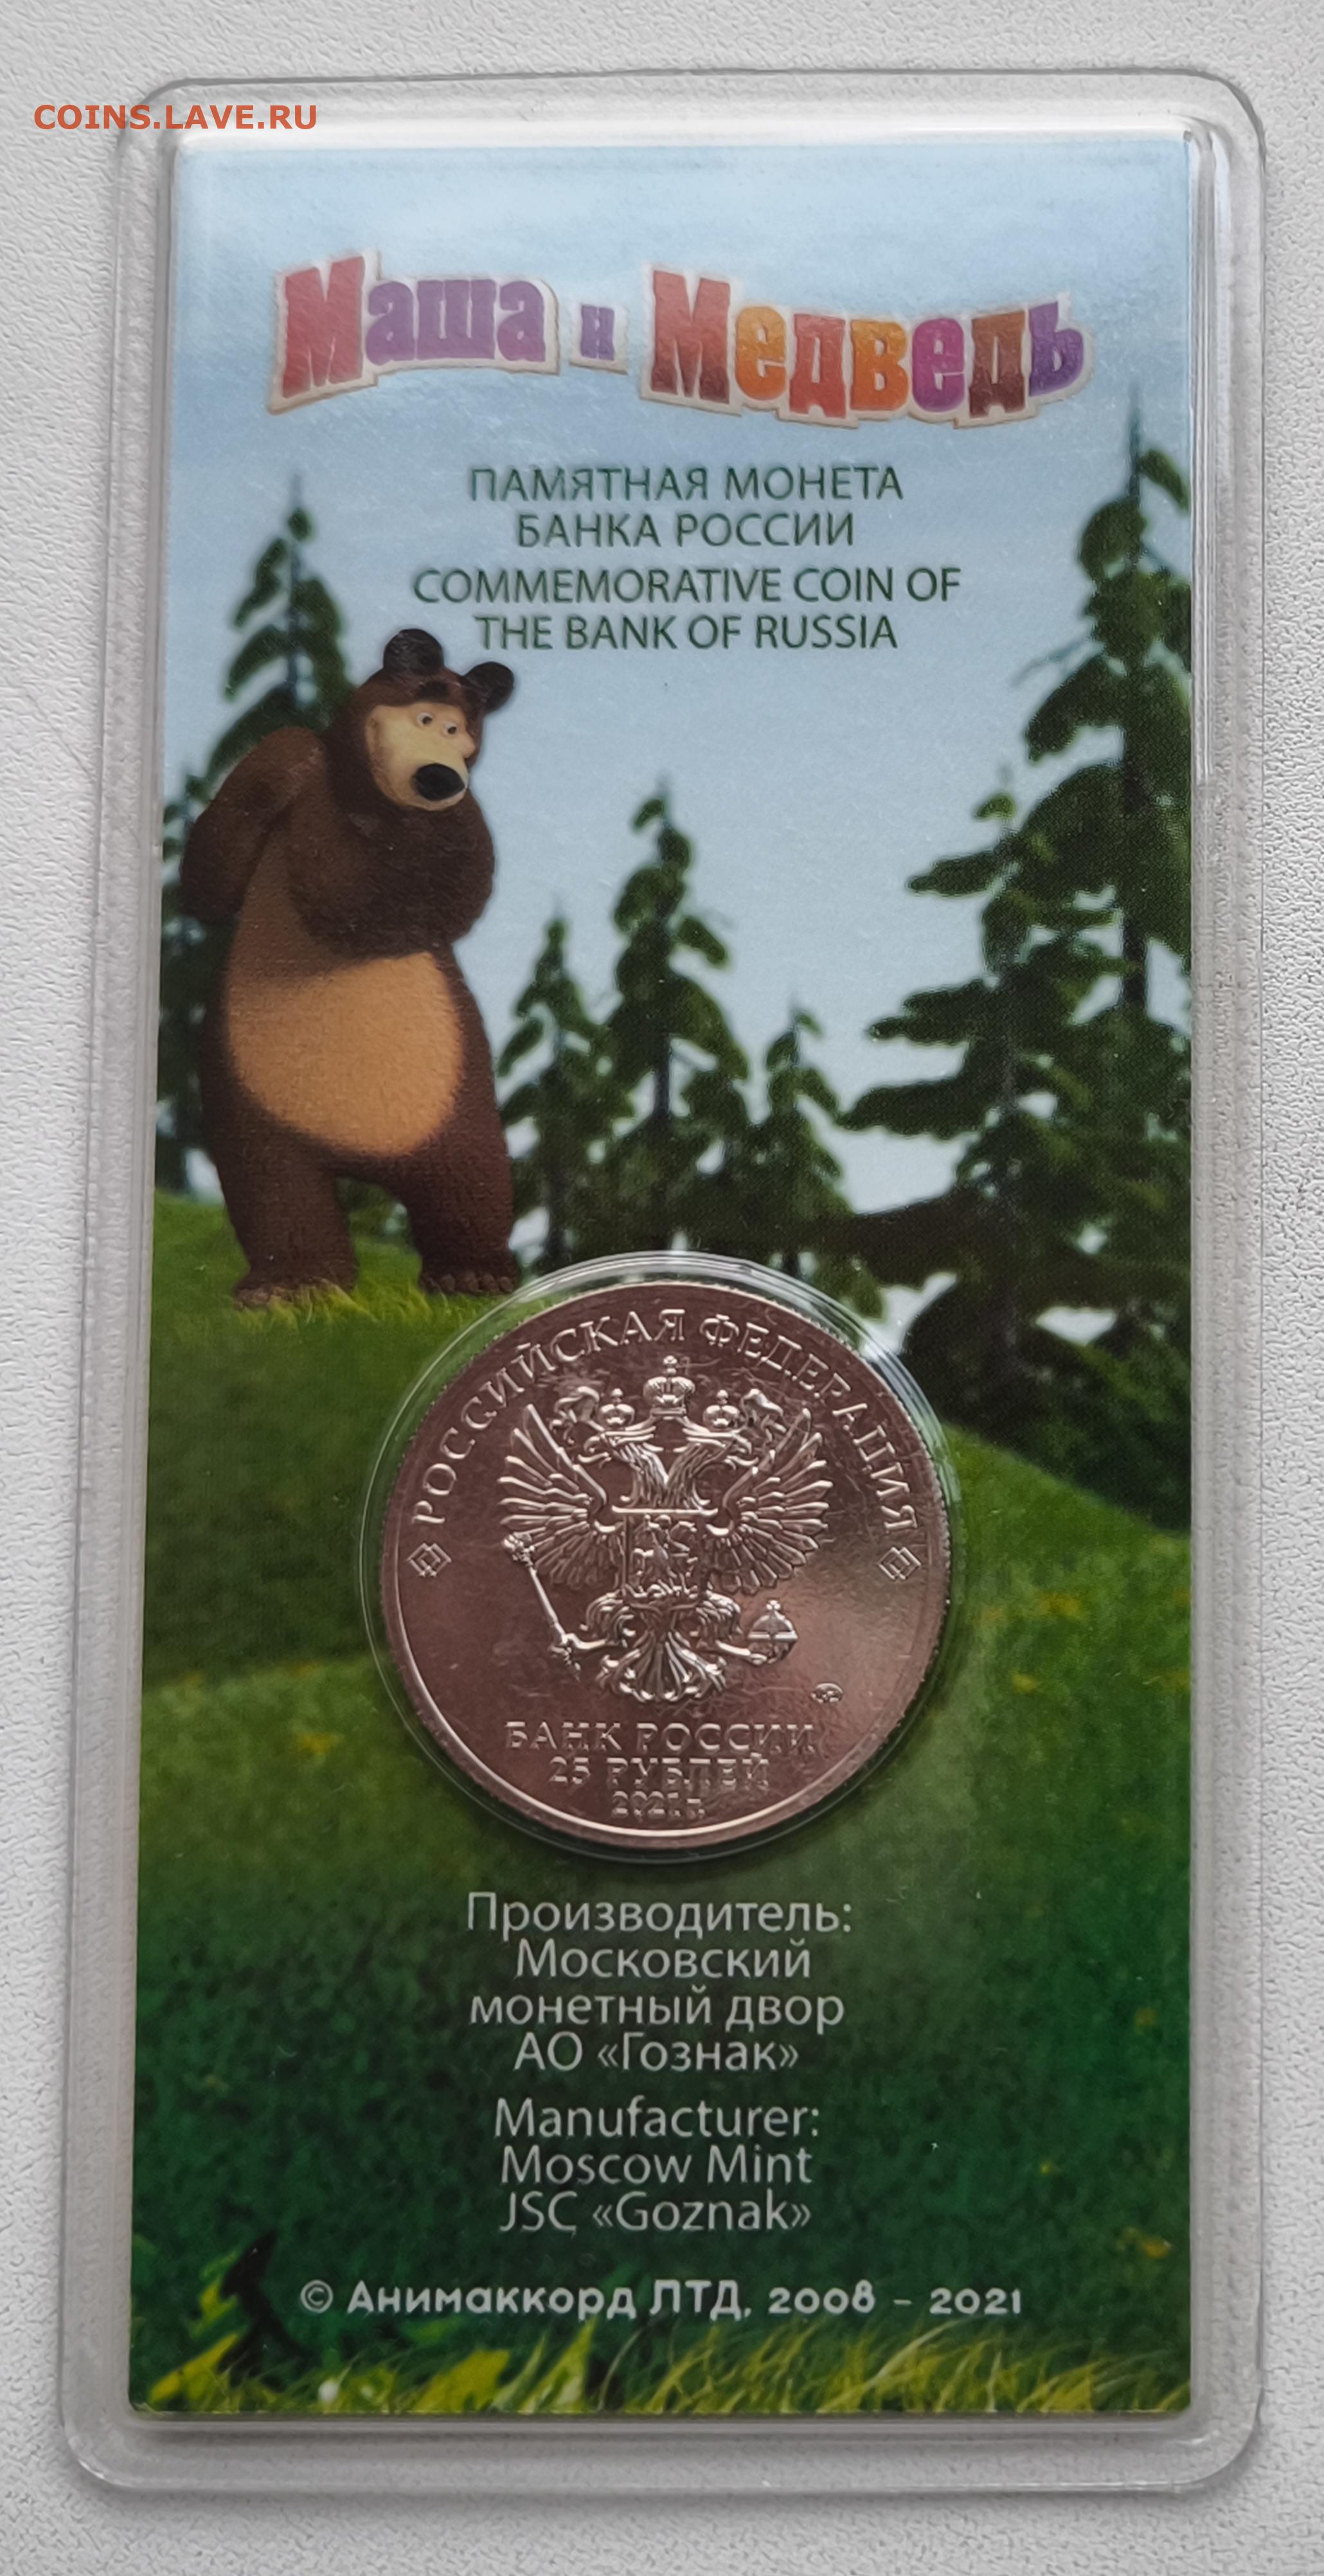 COINS.LAVE.RU
Маша и Медведь
ПАМЯТНАЯ МОНЕТА
БАНКА РОССИИ
COMMEMORATIVE COIN OF
THE BANK OF RUSSIA
РОССИЙСКАЯ ФЕДЕРАЦИЯ
БАНК РОССИИ
25 РУБЛЕЙ
2021 г.
Производитель:
Московский
монетный двор
АО «Гознак»
Manufacturer:
Moscow Mint
JSC «Goznak»
© Анимаккорд ЛТД, 2008 – 2021